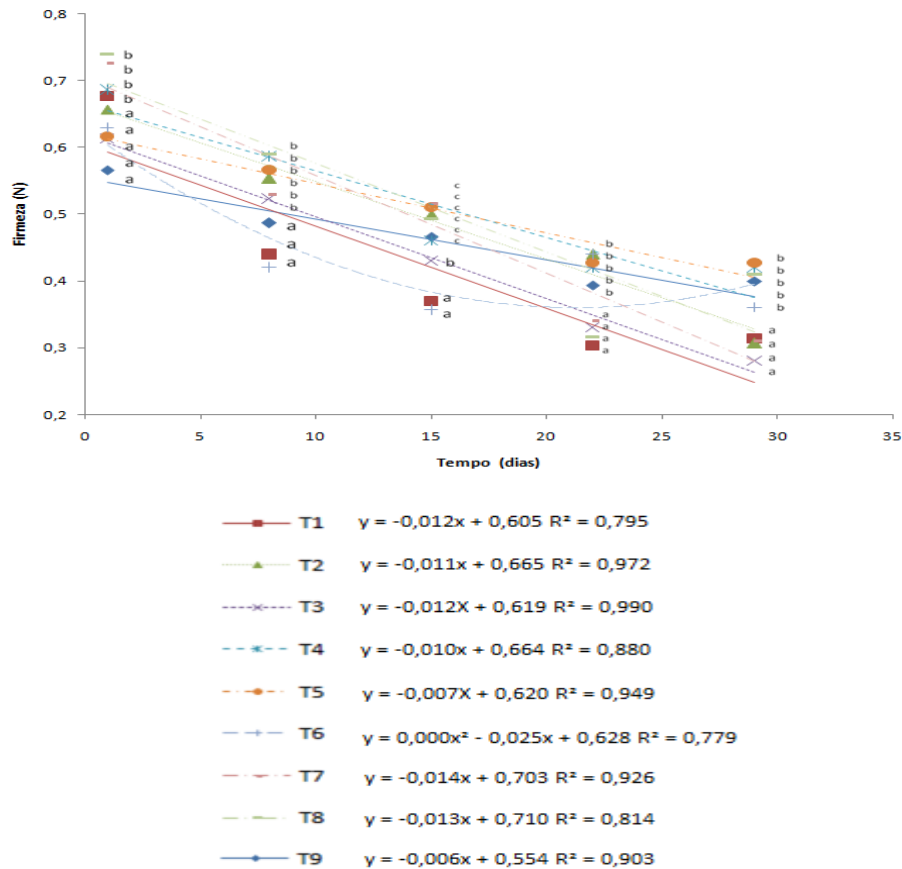 0,8
0,7
0,6
0,5
0,4
0,3
0,2
Firmeza (N)
b
b
b
b
a
a
a
a
a
b
b
b
b
b
b
a
a
a
c
c
c
c
c
c
b
a
a
b
b
b
b
b
a
a
a
a
b
b
b
b
b
a
a
a
a
0 5 10 15 20 25 30 35
Tempo (dias)
T1 y = -0,012x + 0,605 R² = 0,795
T2 y = -0,011x + 0,665 R² = 0,972
T3 y = -0,012X + 0,619 R² = 0,990
T4 y = -0,010x + 0,664 R² = 0,880
T5 y = -0,007X + 0,620 R² = 0,949
T6 y = 0,000x² - 0,025x + 0,628 R² = 0,779
T7 y = -0,014x + 0,703 R² = 0,926
T8 y = -0,013x + 0,710 R² = 0,814
T9 y = -0,006x + 0,554 R² = 0,903